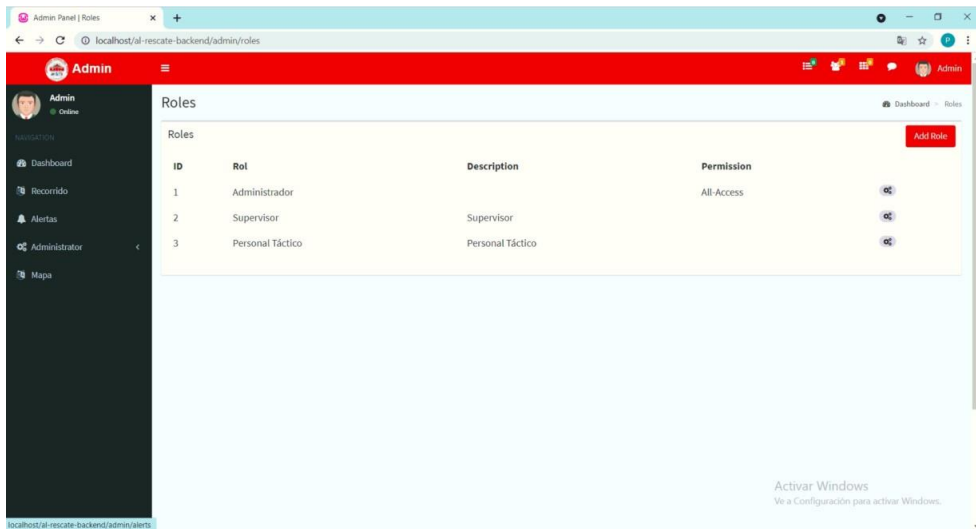 Admin Panel | Roles
localhost/al-rescate-backend/admin/roles
P
Admin
Admin
Admin
Online
NAVIGATION
Dashboard
Recorrido
Alertas
Administrator
Mapa
Roles
Dashboard > Roles
Roles
Add Role
ID Rol Description Permission
1 Administrador All-Access
2 Supervisor Supervisor
3 Personal Táctico Personal Táctico
Activar Windows
Ve a Configuración para activar Windows.
localhost/al-rescate-backend/admin/alerts